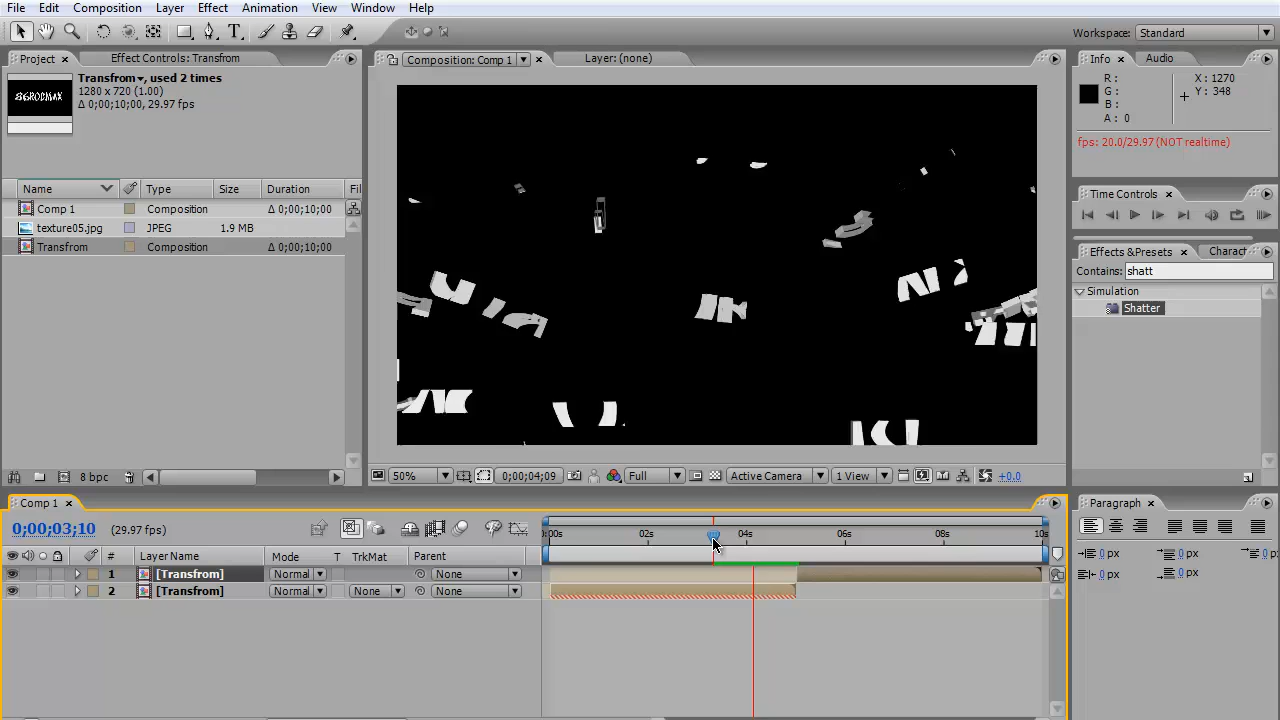 File Edit Composition Layer Effect Animation View Window Help
Workspace: Standard
Project Effect Controls: Transfrom
Composition: Comp 1 Layer: (none)
Info Audio
Transfrom, used 2 times
1280 x 720 (1.00)
Δ 0;00;10;00, 29.97 fps
R: X: 1270
G: Y: 348
B:
A: 0
fps: 20.0/29.97 (NOT realtime)
Name Type Size Duration Fil
Comp 1 Composition Δ 0;00;10;00
texture05.jpg JPEG 1.9 MB
Transfrom Composition Δ 0;00;10;00
Time Controls
Effects & Presets Charact
Contains: shatt
Simulation
Shatter
8 bpc
50% 0;00;04;09 Full Active Camera 1 View +0.0
Comp 1
0;00;03;10 (29.97 fps)
:00s 02s 04s 06s 08s 10s
# Layer Name Mode T TrkMat Parent
1 [Transfrom] Normal None
2 [Transfrom] Normal None None
Paragraph
0 px 0 px 0 px
0 px 0 px